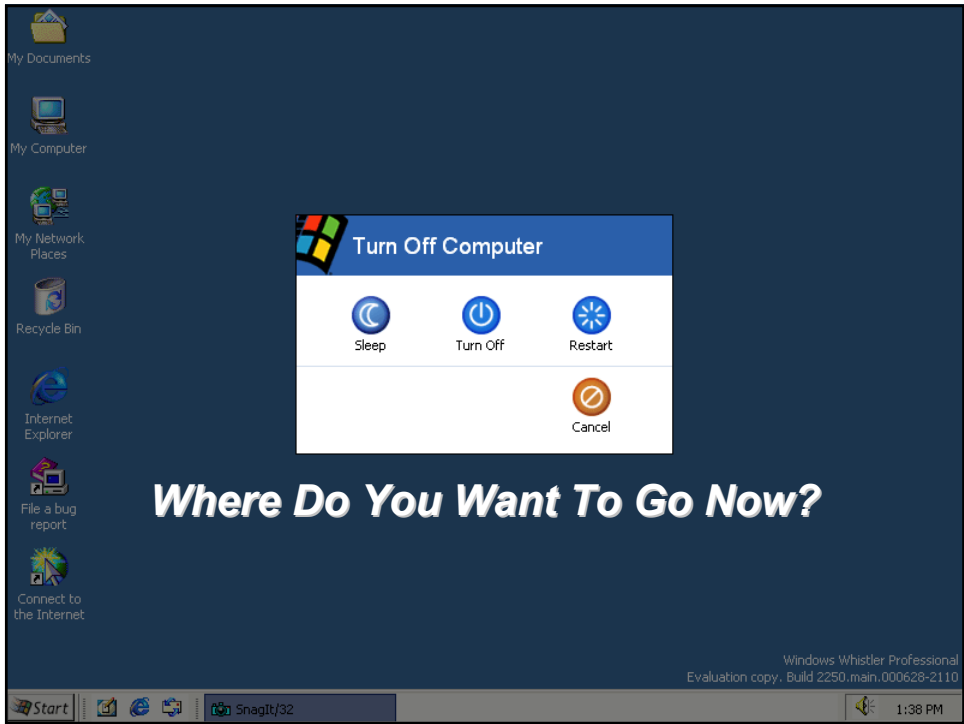 My Documents
My Computer
My Network
Places
Recycle Bin
Internet
Explorer
File a bug
report
Connect to
the Internet
Turn Off Computer
Sleep
Turn Off
Restart
Cancel
Where Do You Want To Go Now?
Windows Whistler Professional
Evaluation copy. Build 2250.main.000628-2110
Start
SnagIt/32
1:38 PM